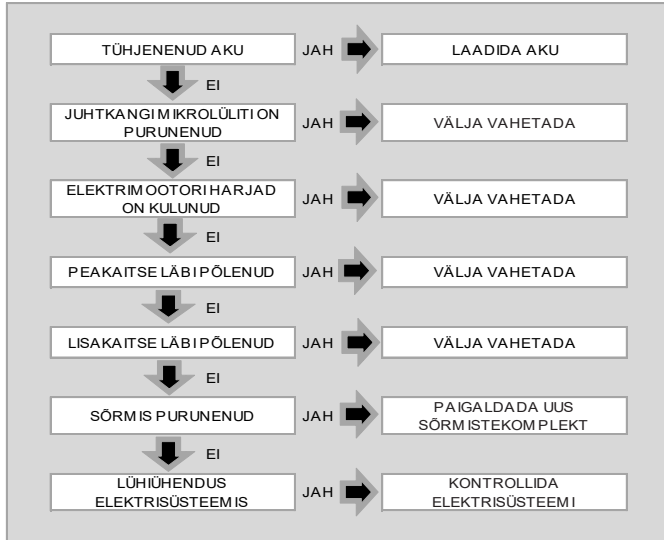 TÜHJENENUD AKU JAH LAADIDA AKU
EI
JUHTKANGI MIKROLÜLITI ON
PURUNENUD
JAH VÄLJA VAHETADA
EI
ELEKTRIMOOTORI HARJAD
ON KULUNUD
JAH VÄLJA VAHETADA
EI
PEAKAITSE LÄBI PÕLENUD JAH VÄLJA VAHETADA
EI
LISAKAITSE LÄBI PÕLENUD JAH VÄLJA VAHETADA
EI
SÕRMIS PURUNENUD JAH PAIGALDADA UUS
SÕRMISTEKOMPLEKT
EI
LÜHIÜHENDUS
ELEKTRISÜSTEEMIS
JAH KONTROLLIDA
ELEKTRISÜSTEEMI